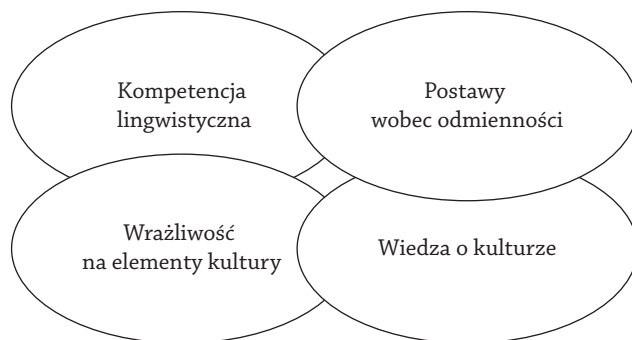 Kompetencja
lingwistyczna
Postawy
wobec odmienności
Wrażliwość
na elementy kultury
Wiedza o kulturze